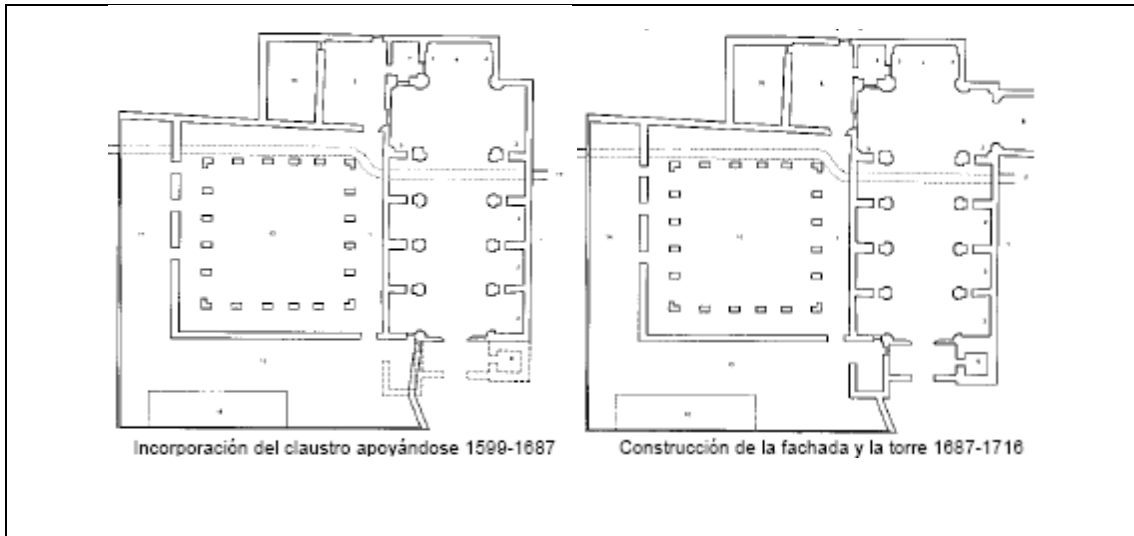 Incorporación del claustro apoyándose 1599-1687
Construcción de la fachada y la torre 1687-1716